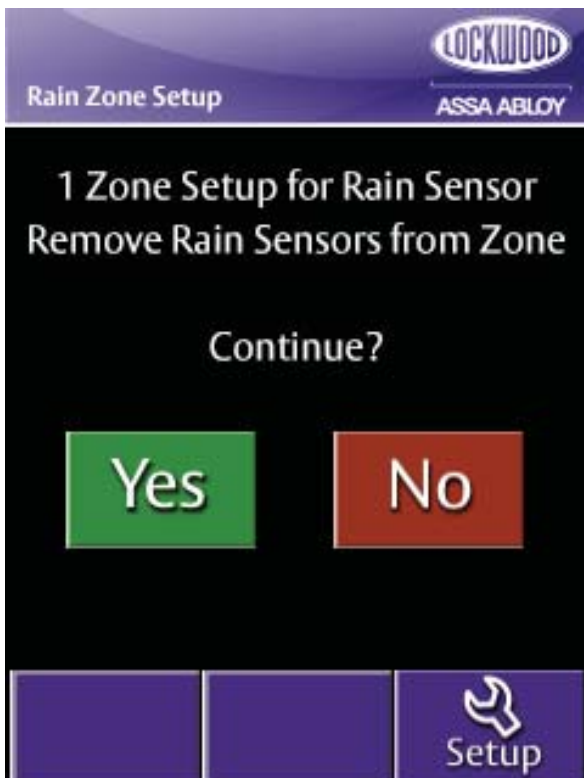 LOCKWOOD
Rain Zone Setup
ASSA ABLOY
1 Zone Setup for Rain Sensor
Remove Rain Sensors from Zone
Continue?
Yes
No
Setup